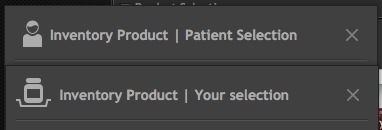 Inventory Product | Patient Selection
Inventory Product | Your selection